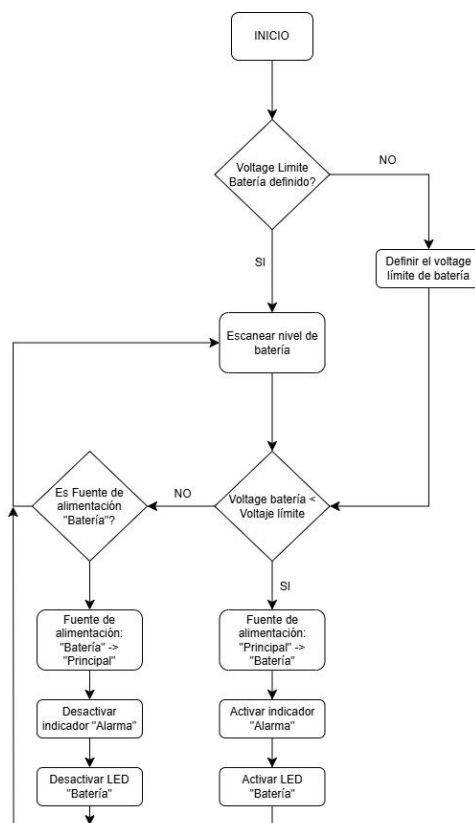 INICIO
Voltage Limite
Batería definido?
NO
SI
Definir el voltage
límite de batería
Escanear nivel de
batería
Es Fuente de
alimentación
"Batería"?
NO
Voltage batería <
Voltaje límite
SI
Fuente de
alimentación:
"Batería" ->
"Principal"
Fuente de
alimentación:
"Principal" ->
"Batería"
Desactivar
indicador "Alarma"
Activar indicador
"Alarma"
Desactivar LED
"Batería"
Activar LED
"Batería"